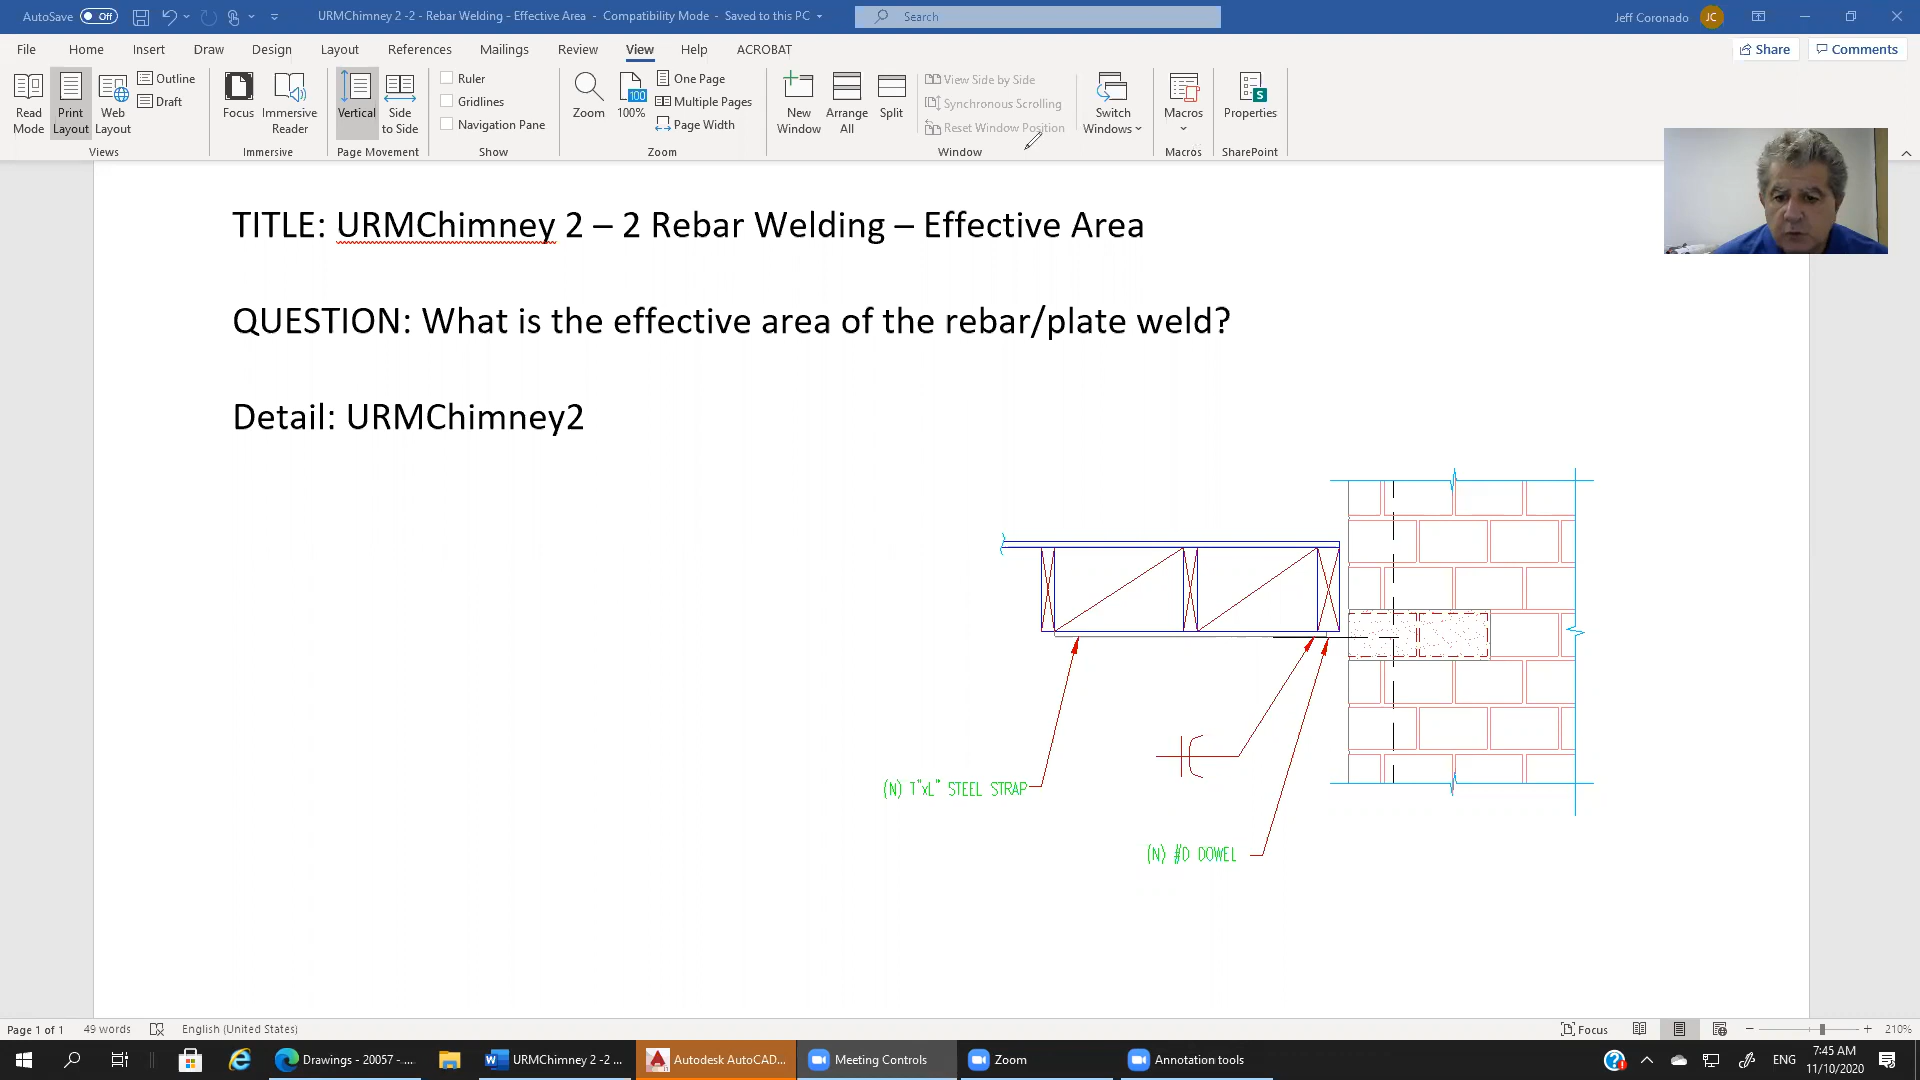 AutoSave Off URMChimney 2 -2 - Rebar Welding - Effective Area - Compatibility Mode - Saved to this PC Search Jeff Coronado JC
File Home Insert Draw Design Layout References Mailings Review View Help ACROBAT Share Comments
Read Mode
Print Layout
Web Layout
Outline
Draft
Views
Focus
Immersive Reader
Immersive
Vertical
Side to Side
Page Movement
Ruler
Gridlines
Navigation Pane
Show
Zoom
100
100%
One Page
Multiple Pages
Page Width
Zoom
New Window
Arrange All
Split
View Side by Side
Synchronous Scrolling
Reset Window Position
Window
Switch Windows
Macros
Macros
S
Properties
SharePoint
TITLE: URMChimney 2 – 2 Rebar Welding – Effective Area
QUESTION: What is the effective area of the rebar/plate weld?
Detail: URMChimney2
(N) T"xL" STEEL STRAP
(N) #D DOWEL
Page 1 of 1 49 words English (United States) Focus 210%
Drawings - 20057 - .... URMChimney 2 -2 ... Autodesk AutoCAD... Meeting Controls Zoom Annotation tools ENG 7:45 AM
11/10/2020